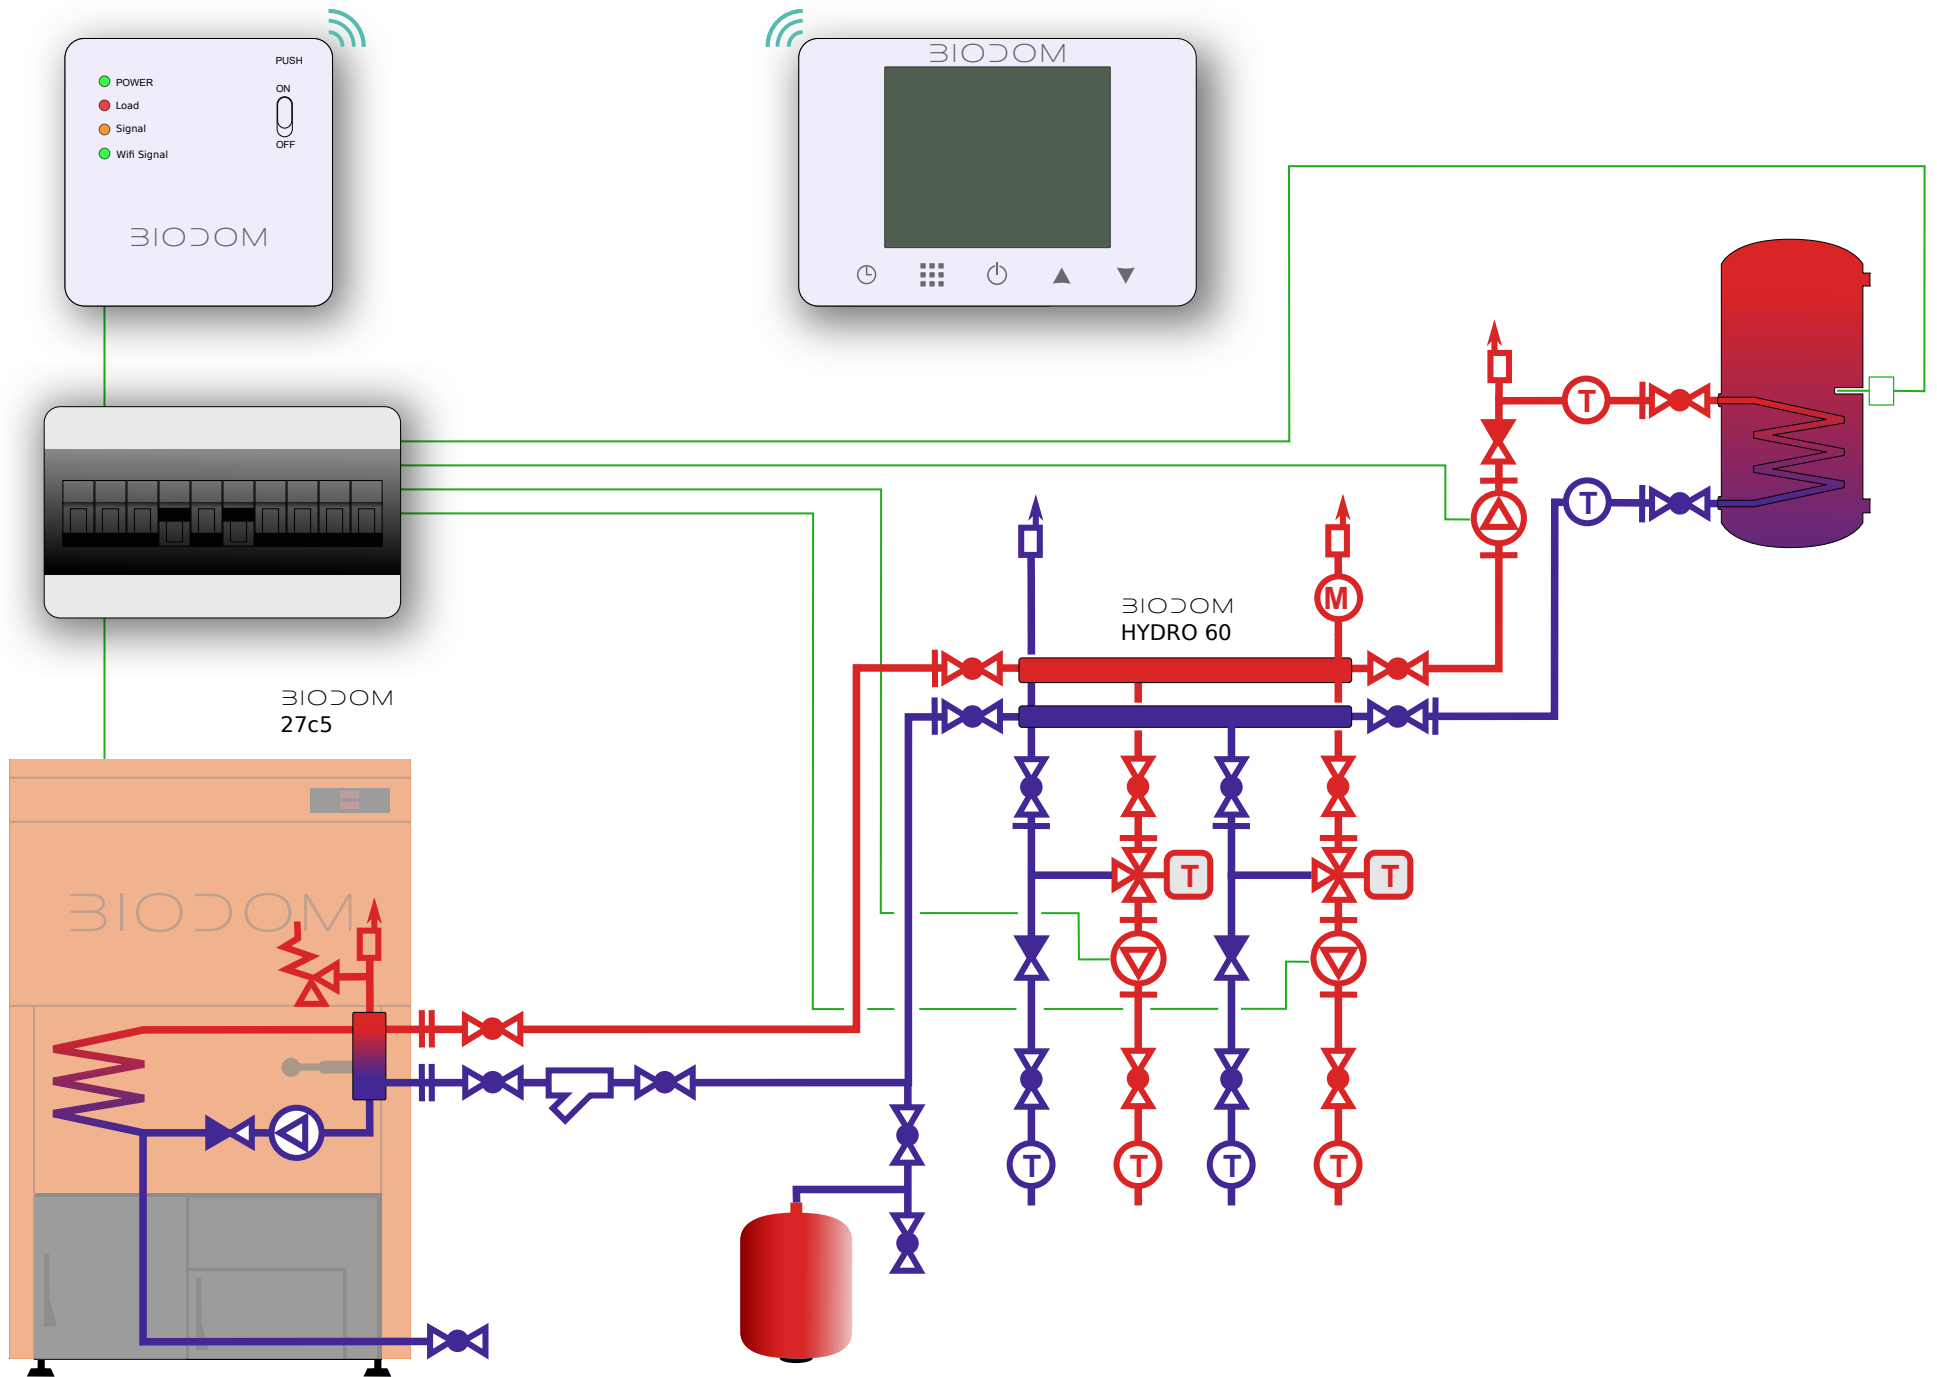 PUSH
POWER
ON
Load
Signal
OFF
Wifi Signal
BIODOM
BIODOM
T
T
M
BIODOM
HYDRO 60
BIODOM
27c5
T
T
BIODOM
T
T
T
T